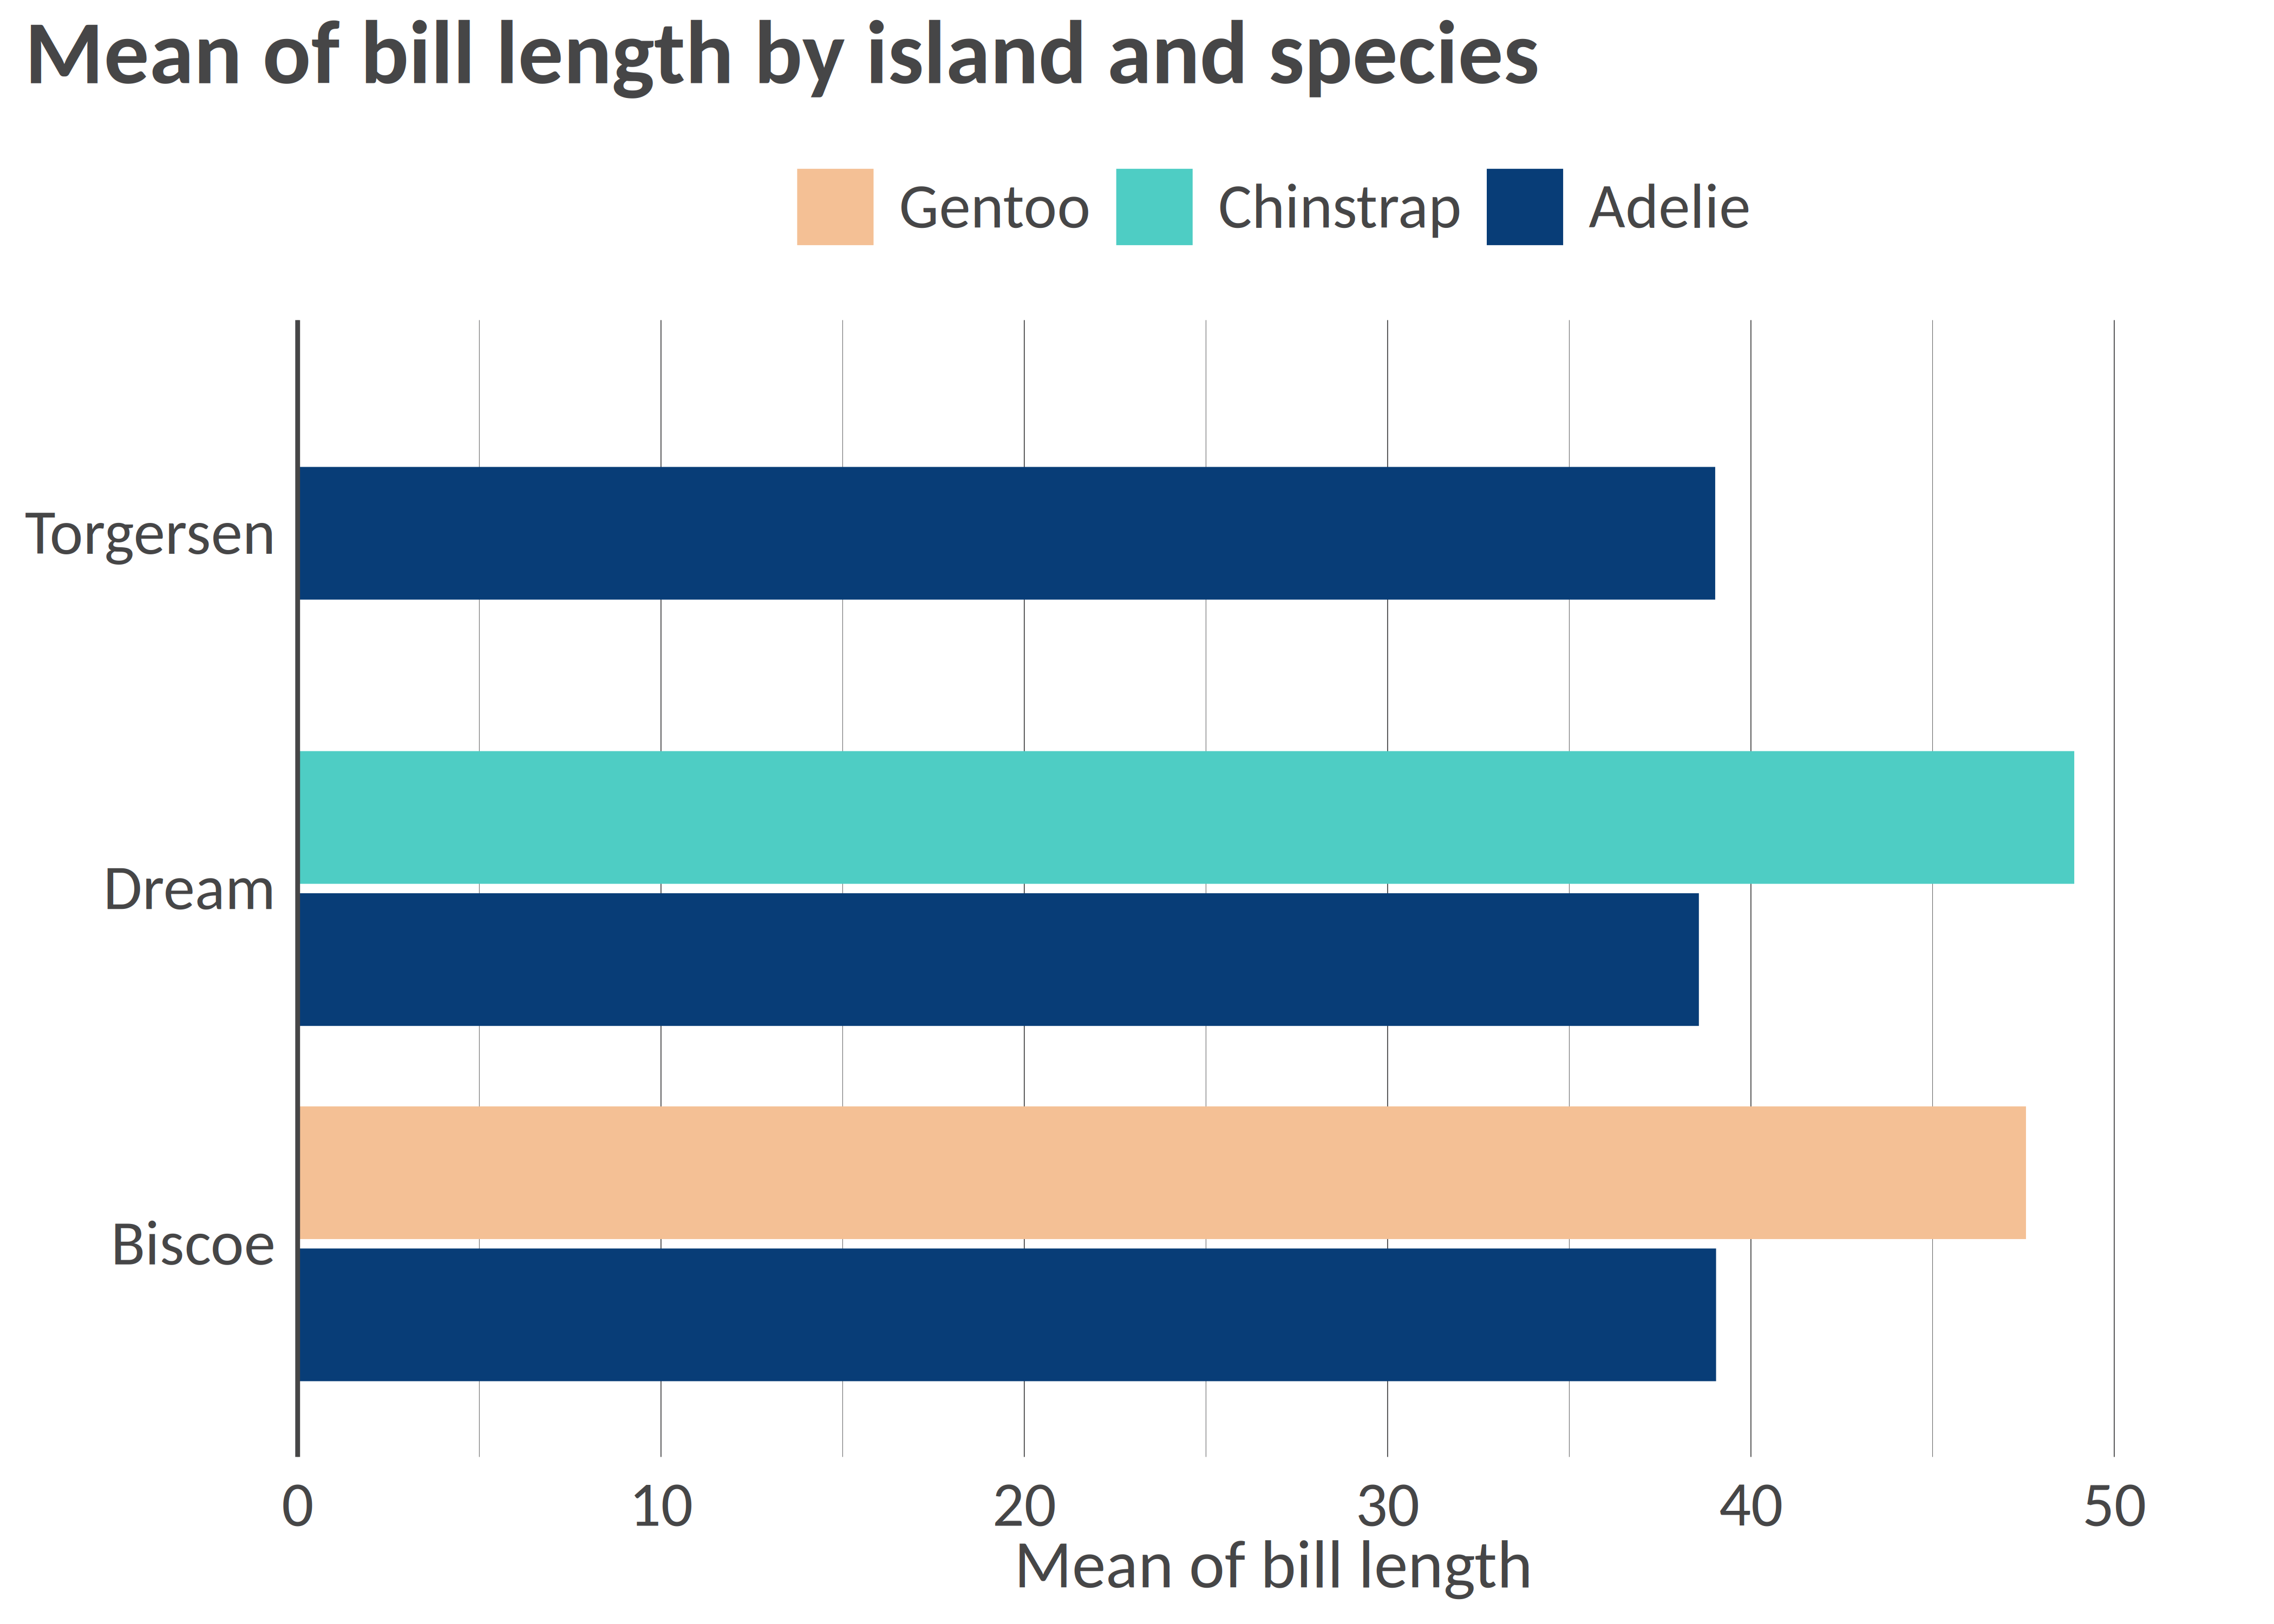 Mean of bill length by island and species
Gentoo Chinstrap Adelie
Torgersen
Dream
Biscoe
0 10 20 30 40 50
Mean of bill length